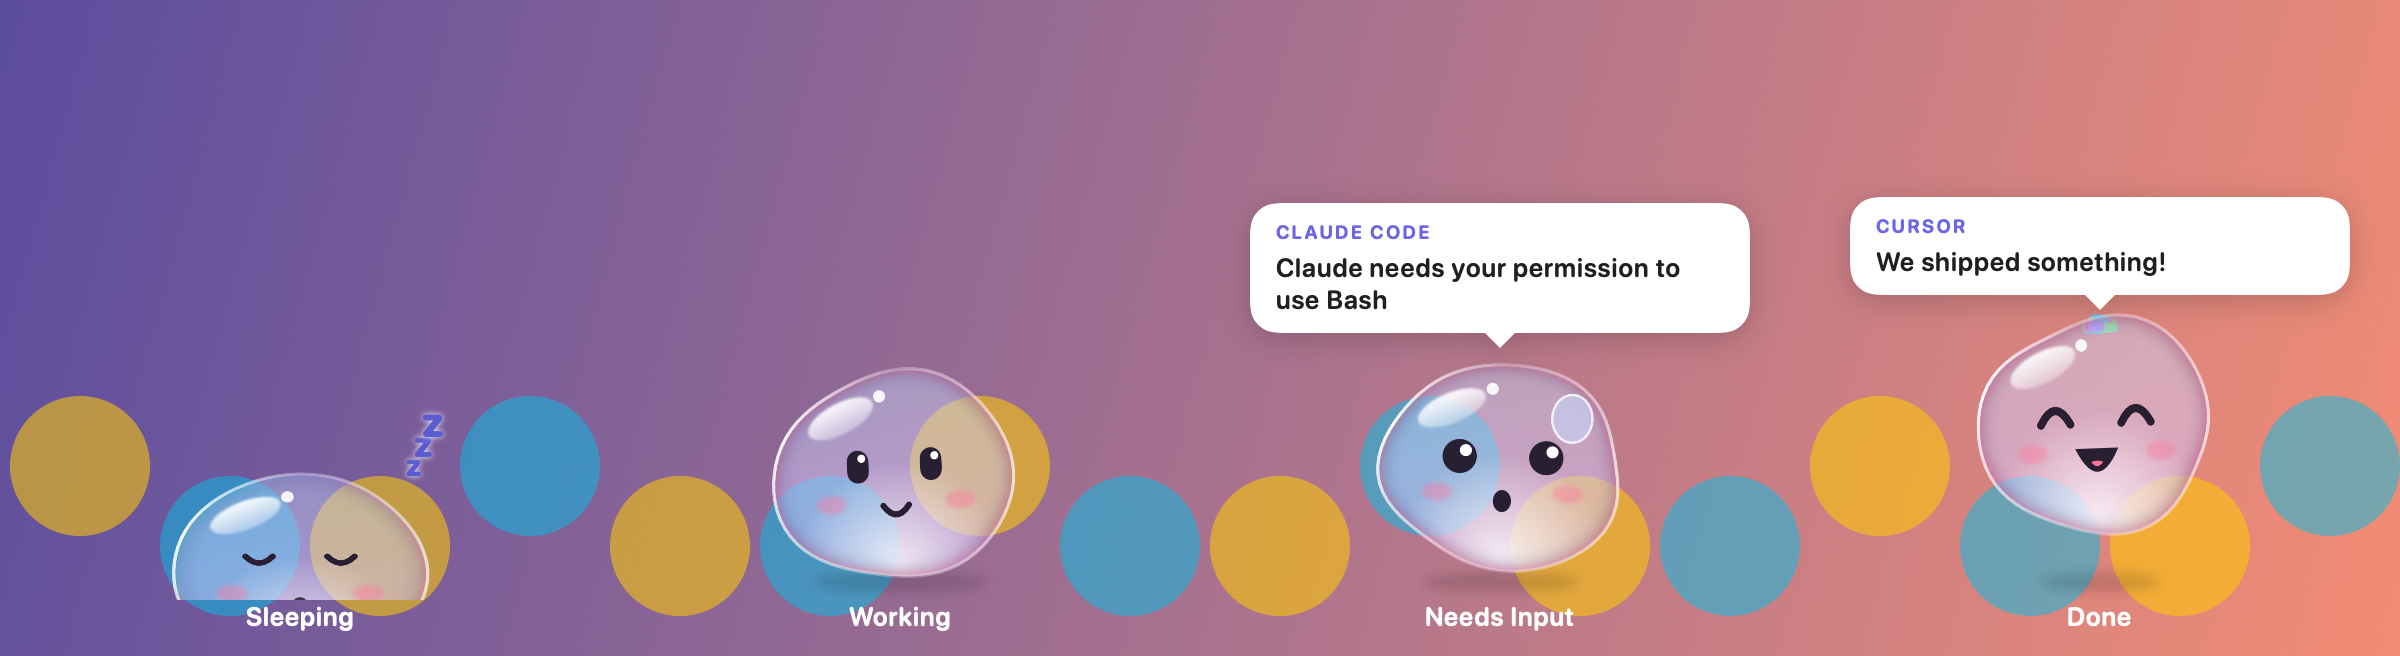 CLAUDE CODE
Claude needs your permission to
use Bash
CURSOR
We shipped something!
z
z
z
Sleeping
Working
Needs Input
Done